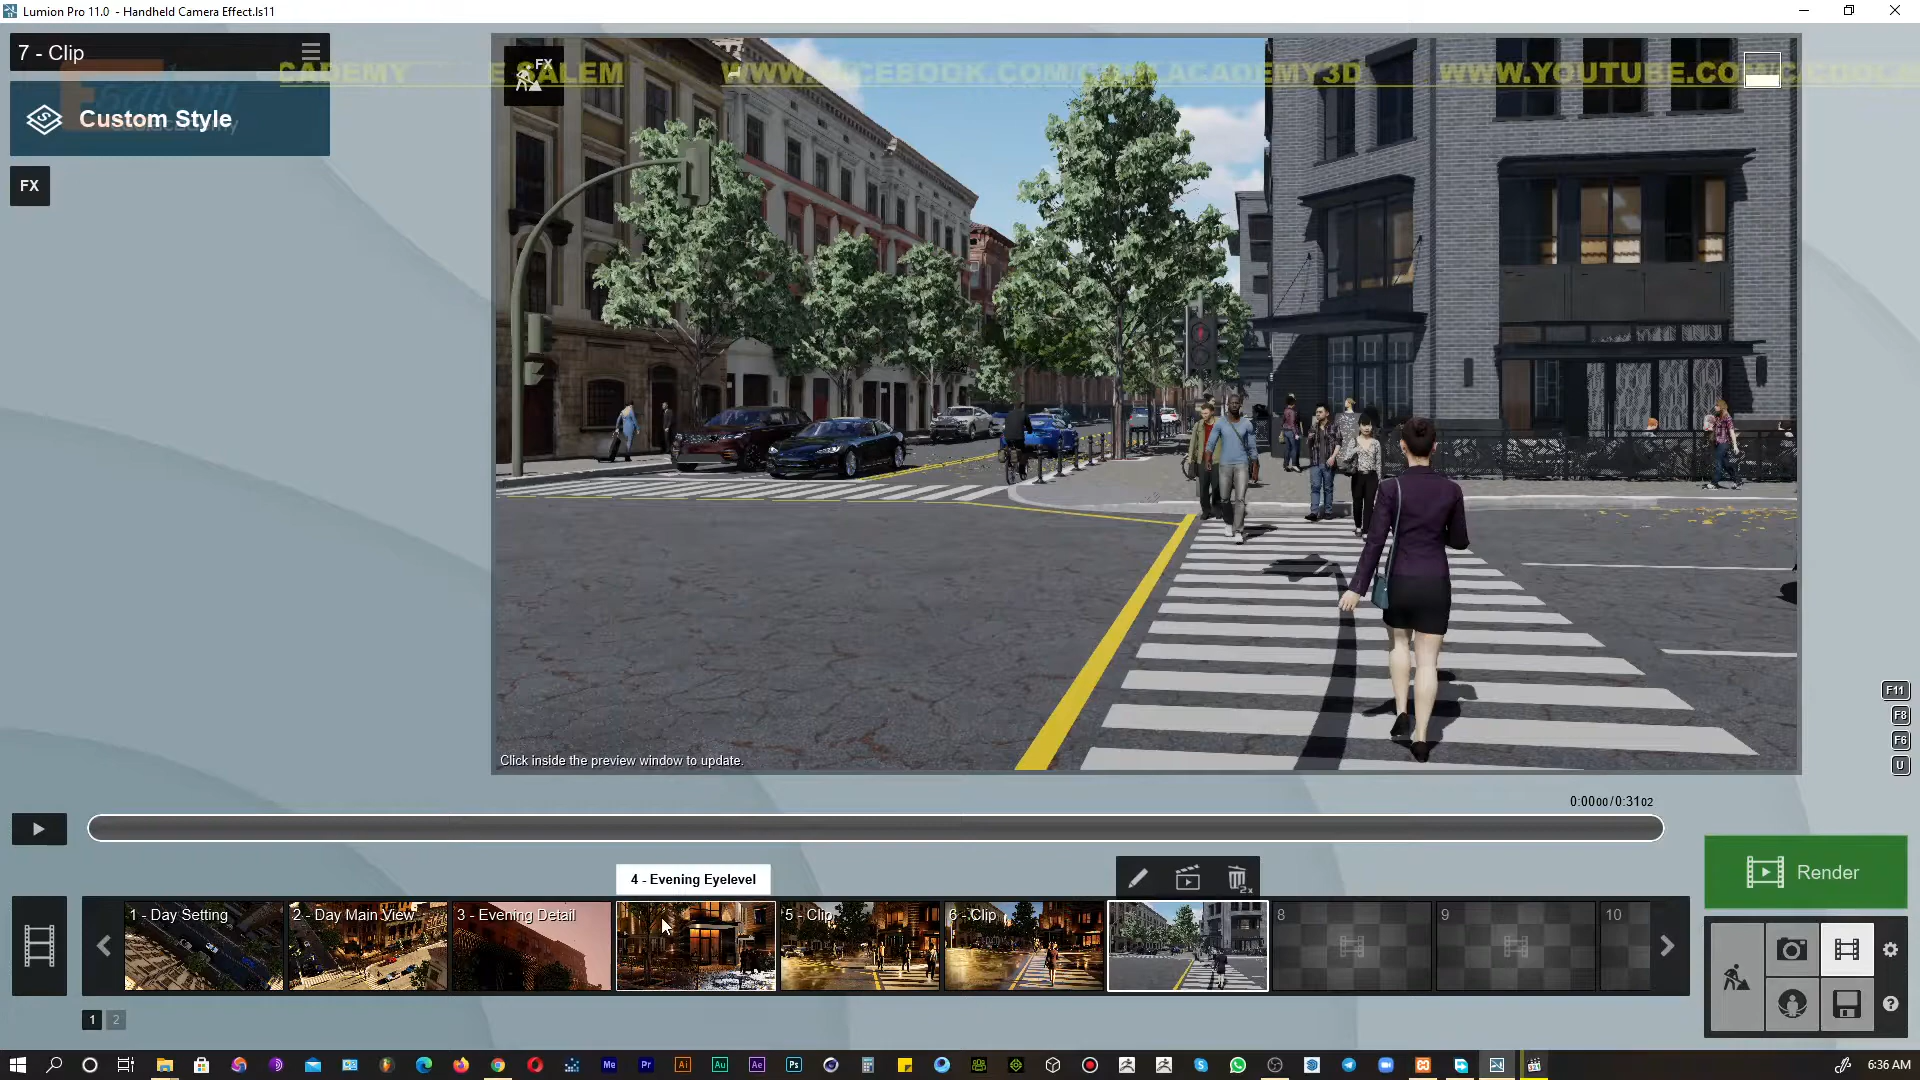 Lumion Pro 11.0 - Handheld Camera Effect.ls11
7 - Clip
CADEMY E SALEM
Custom Style
FX
FX
Click inside the preview window to update.
F11
F8
F6
U
0:0000/0:3102
4 - Evening Eyelevel
Render
1 - Day Setting
2 - Day Main View
3 - Evening Detail
5 - Clip
6 - Clip
8
9
10
1
2
6:36 AM